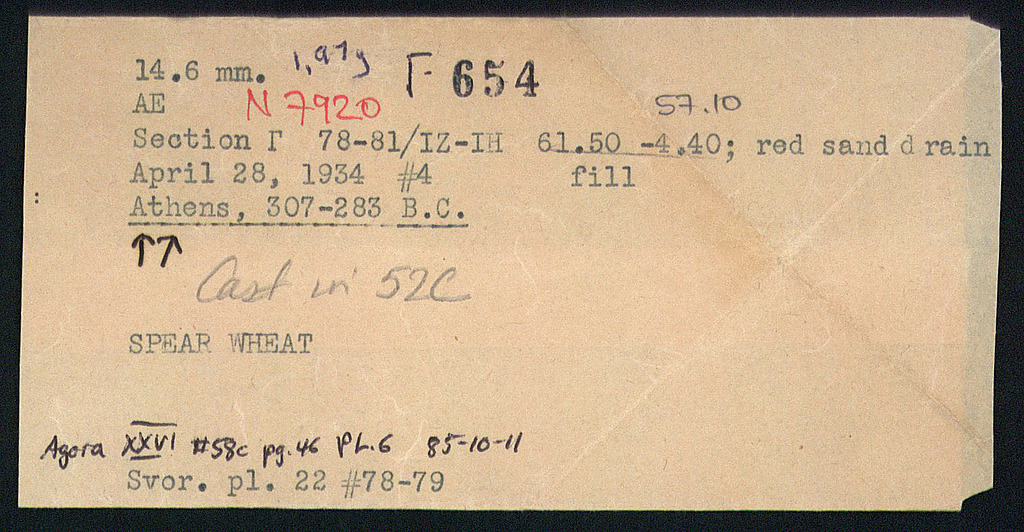 14.6 mm. 1,97g Γ- 654
AE N 7920 57.10
Section Γ 78-81/IZ-IH 61.50 -4.40; red sand drain
April 28, 1934 #4 fill
Athens, 307-283 B.C.
↑↗
Cast in 52C
SPEAR WHEAT
Agora XXVI #58c pg.46 PL.6 85-10-11
Svor. pl. 22 #78-79